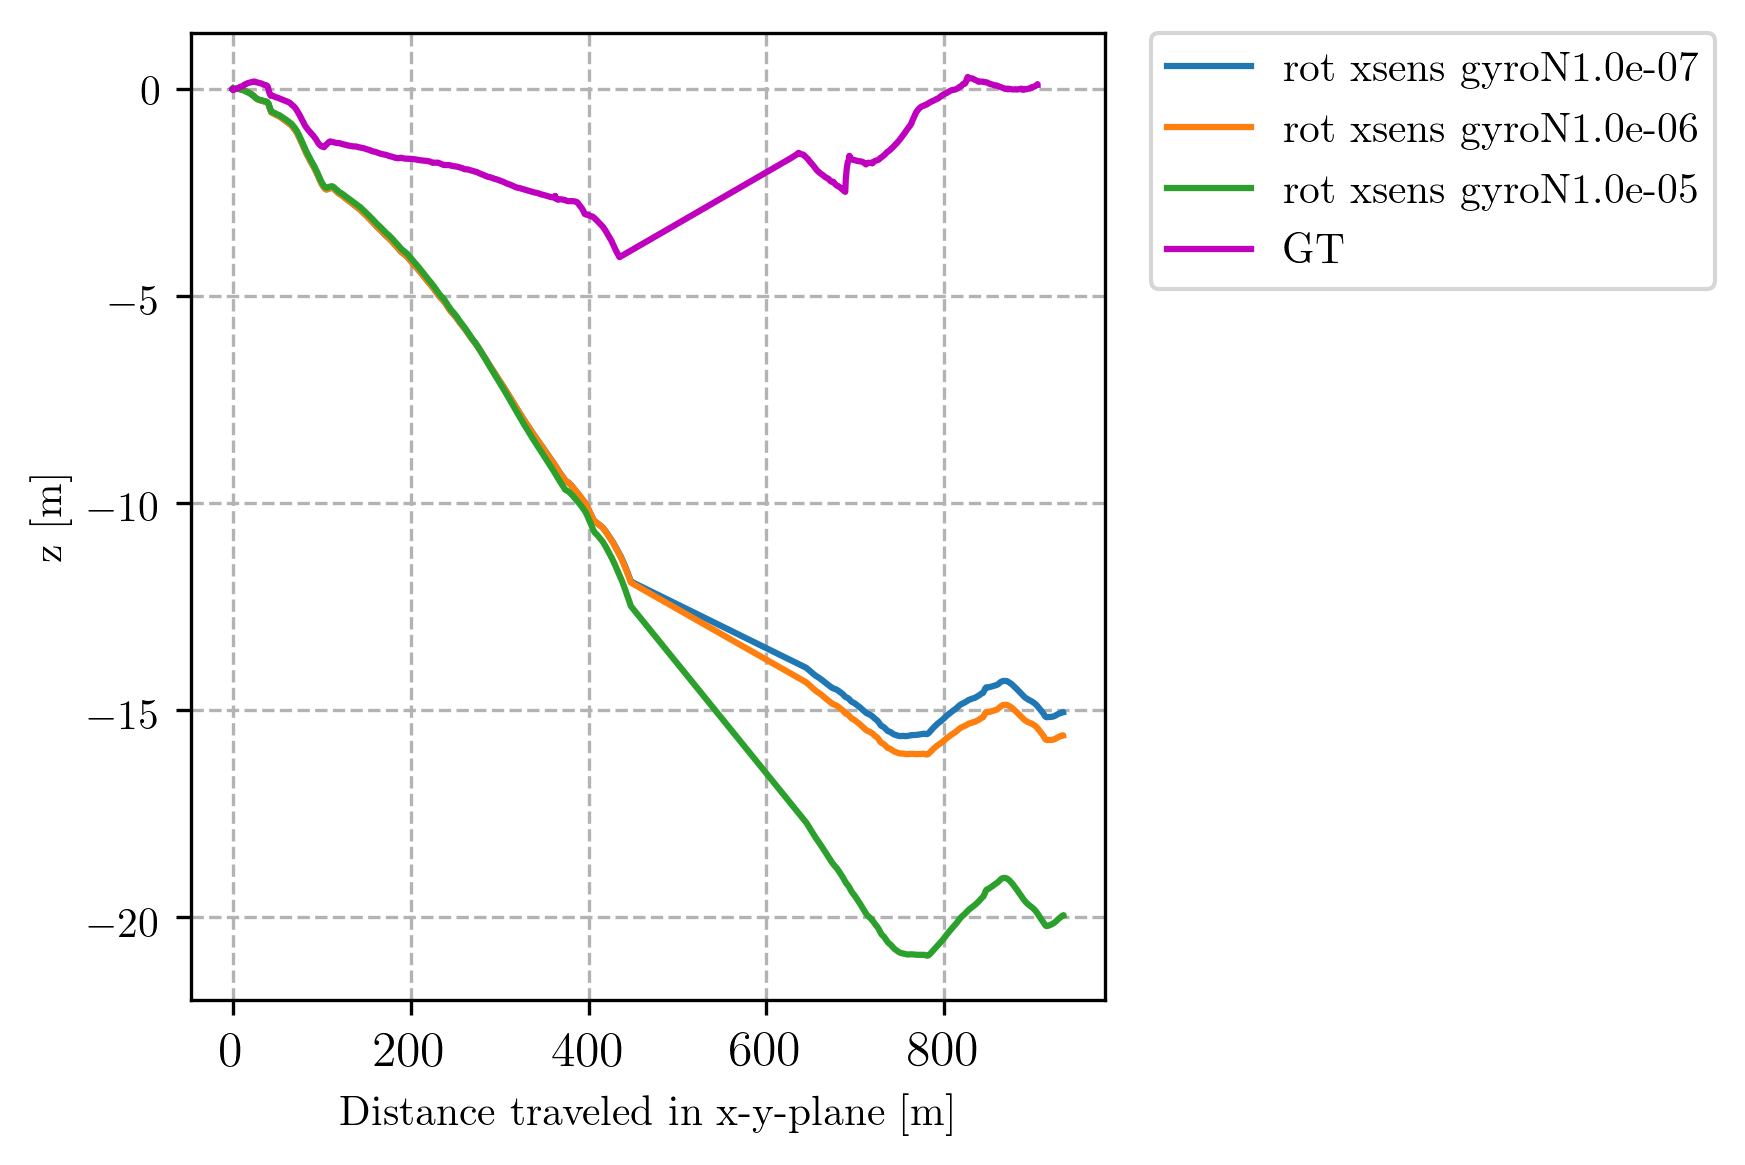 rot xsens gyroN1.0e-07
rot xsens gyroN1.0e-06
rot xsens gyroN1.0e-05
GT
0
−5
−10
−15
−20
z [m]
0 200 400 600 800
Distance traveled in x-y-plane [m]